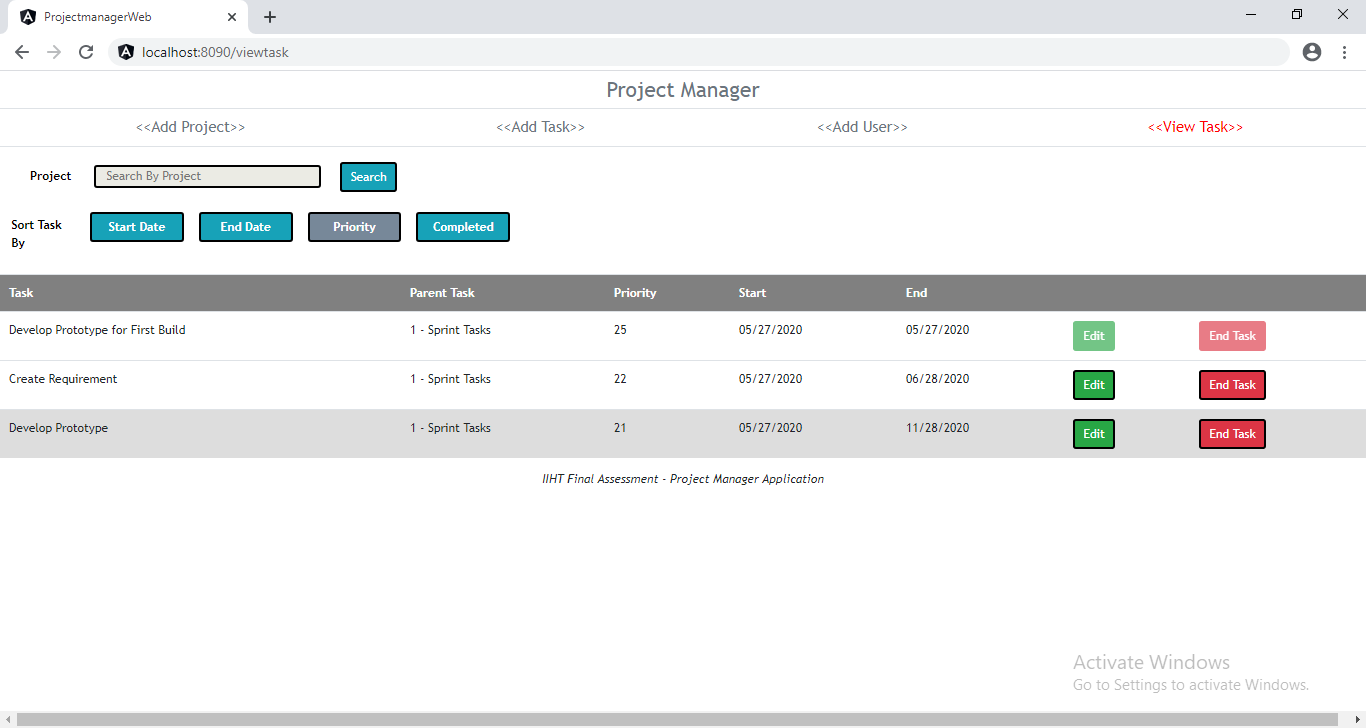 ProjectmanagerWeb
localhost:8090/viewtask
Project Manager
<<Add Project>> <<Add Task>> <<Add User>> <<View Task>>
Project Search By Project Search
Sort Task By Start Date End Date Priority Completed
Task Parent Task Priority Start End
Develop Prototype for First Build 1 - Sprint Tasks 25 05/27/2020 05/27/2020 Edit End Task
Create Requirement 1 - Sprint Tasks 22 05/27/2020 06/28/2020 Edit End Task
Develop Prototype 1 - Sprint Tasks 21 05/27/2020 11/28/2020 Edit End Task
IIHT Final Assessment - Project Manager Application
Activate Windows
Go to Settings to activate Windows.